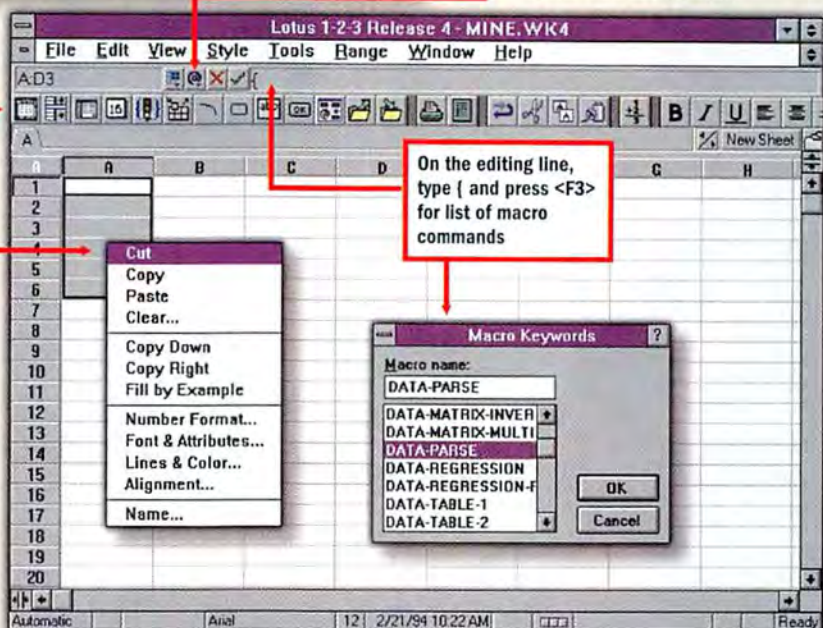 Lotus 1-2-3 Release 4 - MINE.WK4
File Edit View Style Tools Range Window Help
A:D3
{
16
OK
B I U
A
New Sheet
A B C D G H
On the editing line,
type { and press <F3>
for list of macro
commands
1
2
3
4
5
6
7
8
9
10
11
12
13
14
15
16
17
18
19
20
Cut
Copy
Paste
Clear...
Copy Down
Copy Right
Fill by Example
Number Format...
Font & Attributes...
Lines & Color...
Alignment...
Name...
Macro Keywords ?
Macro name:
DATA-PARSE
DATA-MATRIX-INVER
DATA-MATRIX-MULTI
DATA-PARSE
DATA-REGRESSION
DATA-REGRESSION-F
DATA-TABLE-1
DATA-TABLE-2
OK
Cancel
Automatic Arial 12 2/21/94 10:22 AM Ready